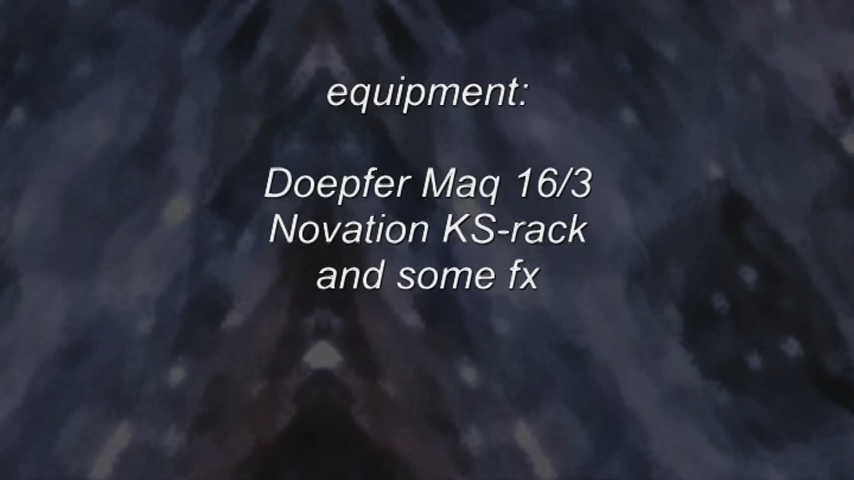 equipment:
Doepfer Maq 16/3
Novation KS-rack
and some fx